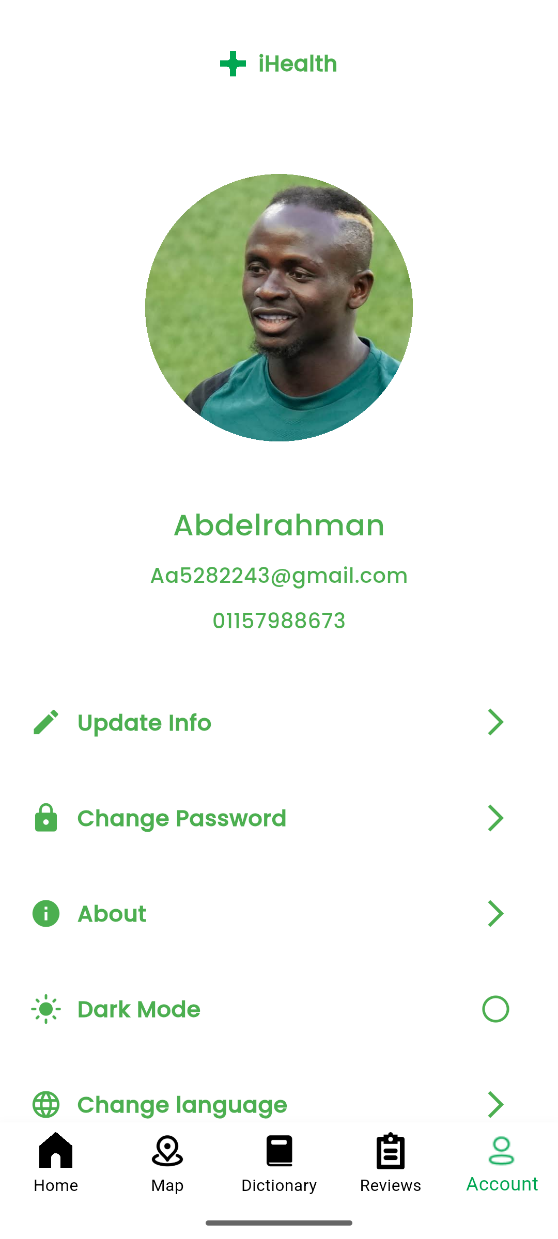 iHealth
Abdelrahman
Aa5282243@gmail.com
01157988673
Update Info
Change Password
About
Dark Mode
Change language
Home Map Dictionary Reviews Account